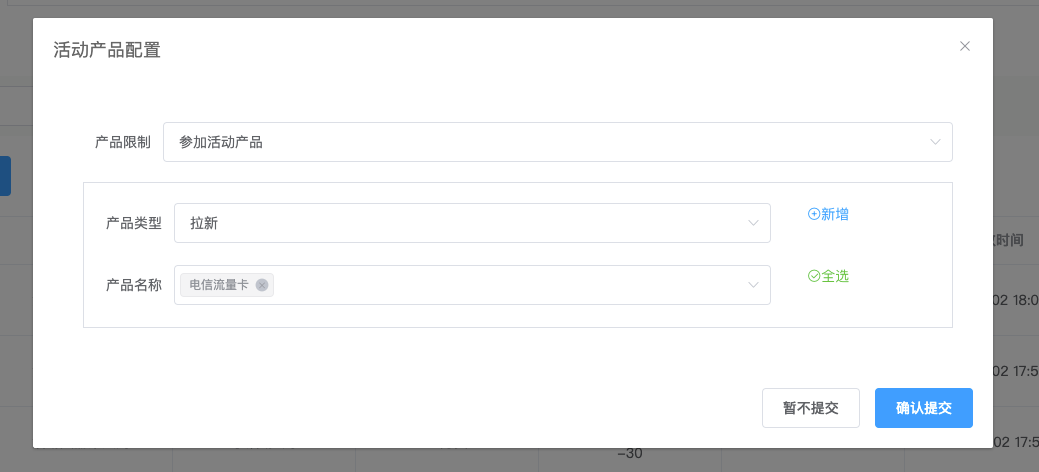 活动产品配置
产品限制 参加活动产品
产品类型 拉新 新增
产品名称 电信流量卡 全选
时间
02 18:0
02 17:5
暂不提交 确认提交
02 17:5
-30